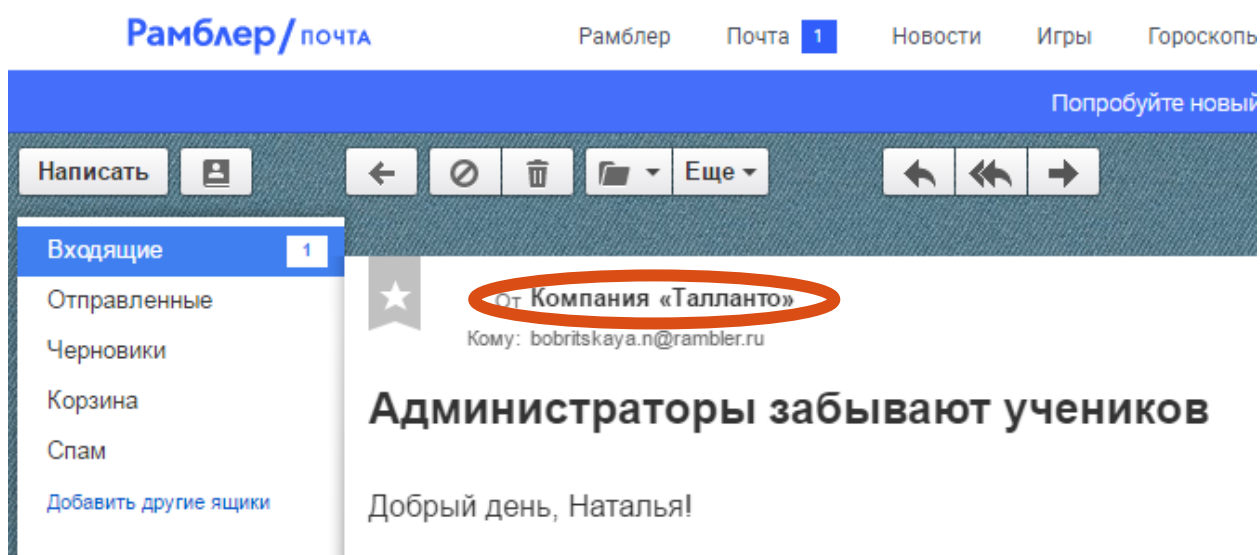 Рамблер/почта
Рамблер Почта 1 Новости Игры Гороскопы
Попробуйте новый
Написать
Еще
Входящие 1
Отправленные
Черновики
Корзина
Спам
Добавить другие ящики
От Компания «Талланто»
Кому: bobritskaya.n@rambler.ru
Администраторы забывают учеников
Добрый день, Наталья!